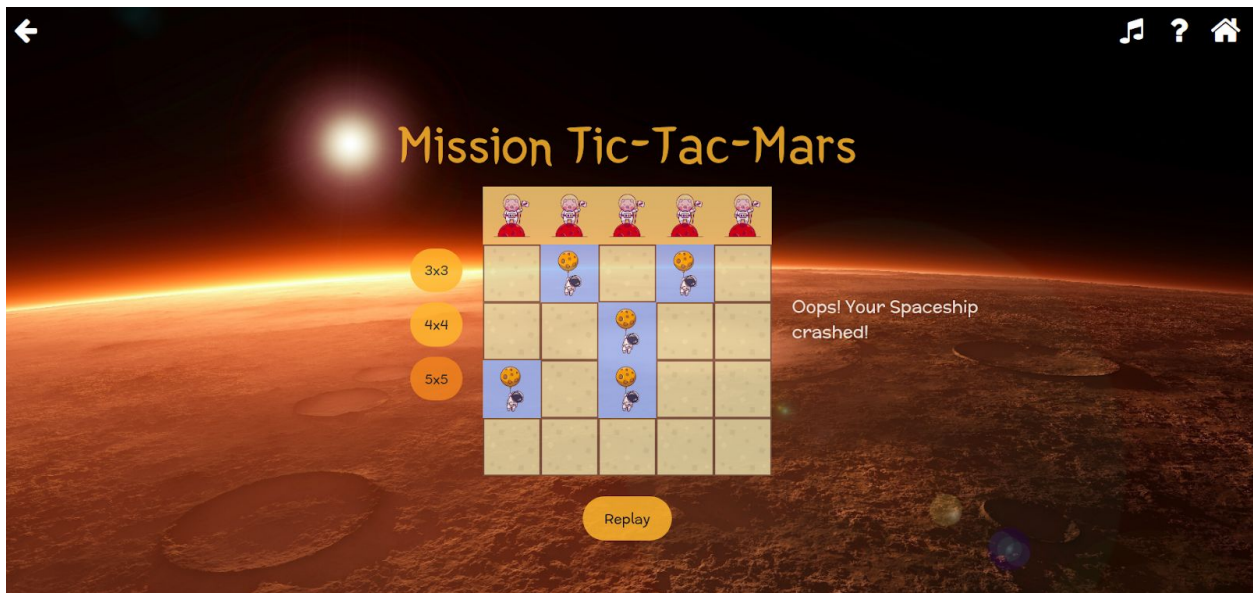 Mission Tic-Tac-Mars
3x3
4x4
5x5
Oops! Your Spaceship
crashed!
Replay